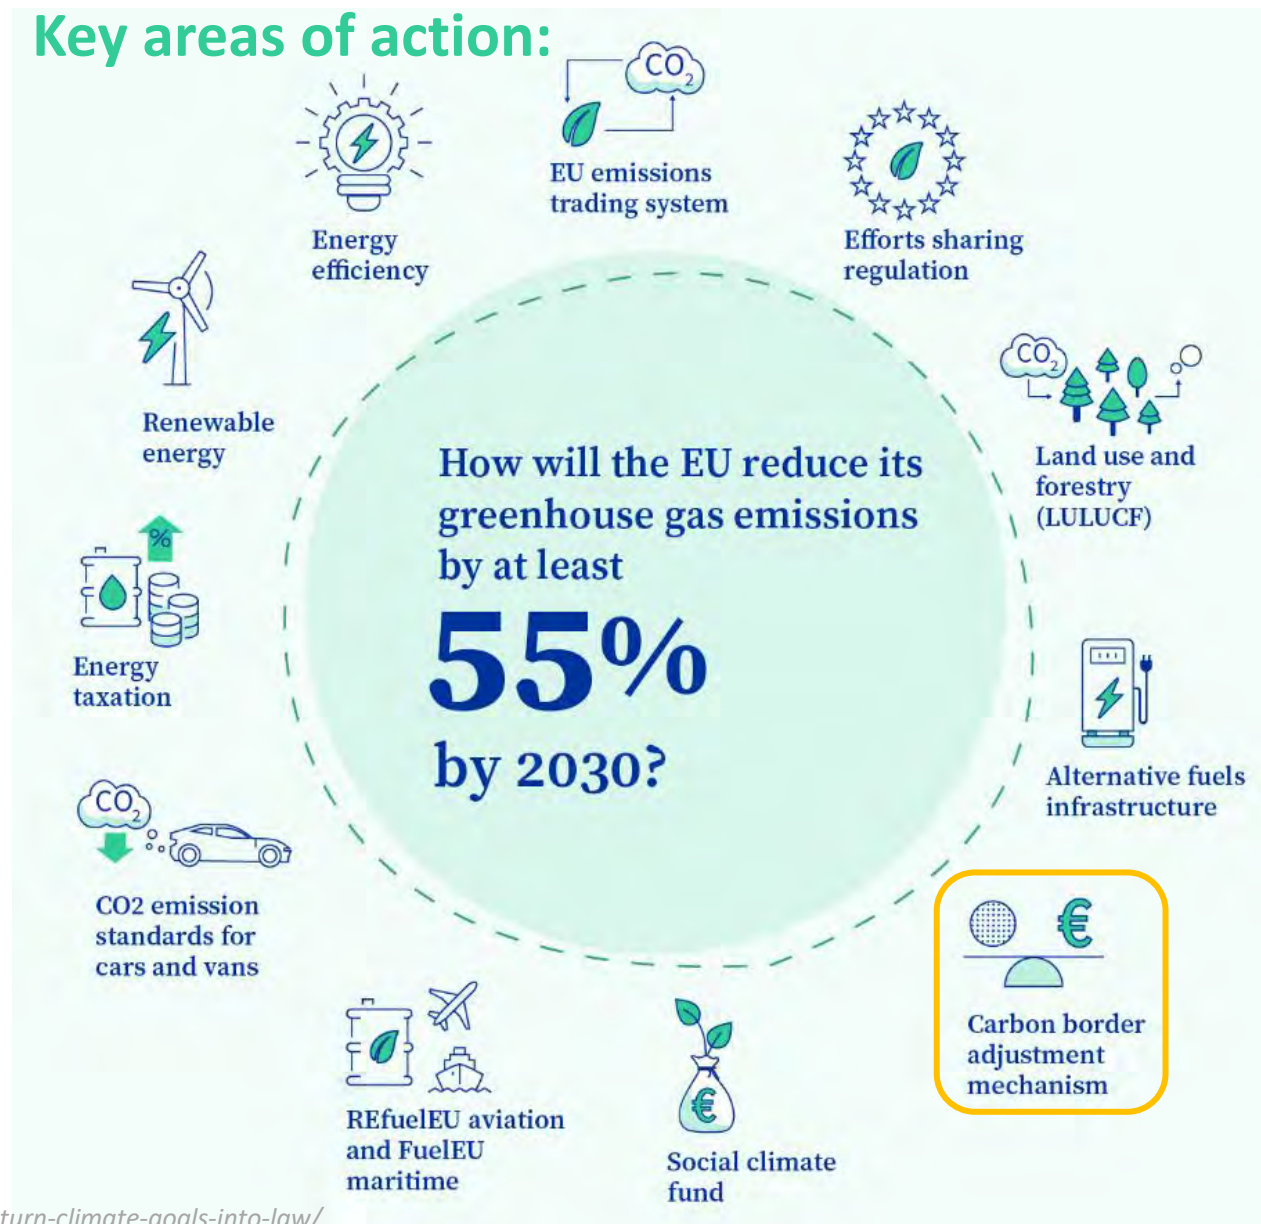 Key areas of action:
CO2
EU emissions
trading system
Efforts sharing
regulation
CO2
Land use and
forestry
(LULUCF)
Alternative fuels
infrastructure
€
Carbon border
adjustment
mechanism
€
Social climate
fund
REfuelEU aviation
and FuelEU
maritime
CO2
CO2 emission
standards for
cars and vans
%
Energy
taxation
Renewable
energy
Energy
efficiency
How will the EU reduce its
greenhouse gas emissions
by at least
55%
by 2030?
turn-climate-goals-into-law/